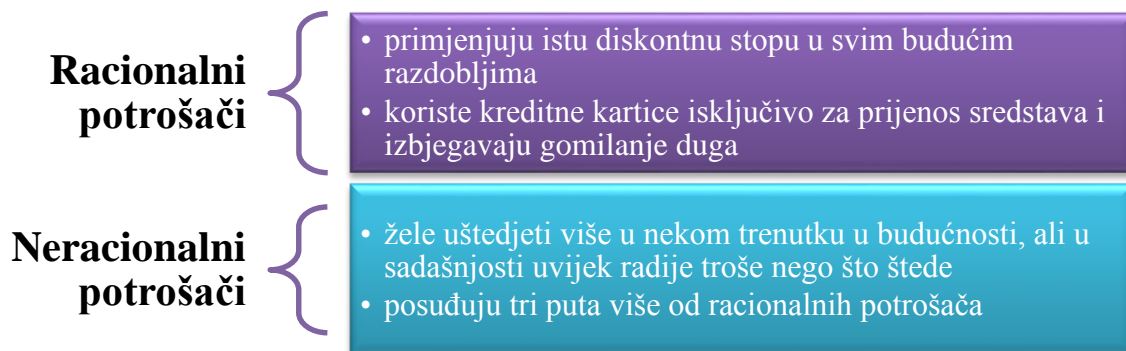 Racionalni
potrošači
• primjenjuju istu diskontnu stopu u svim budućim
razdobljima
• koriste kreditne kartice isključivo za prijenos sredstava i
izbjegavaju gomilanje duga
Neracionalni
potrošači
• žele uštedjeti više u nekom trenutku u budućnosti, ali u
sadašnjosti uvijek radije troše nego što štede
• posuđuju tri puta više od racionalnih potrošača